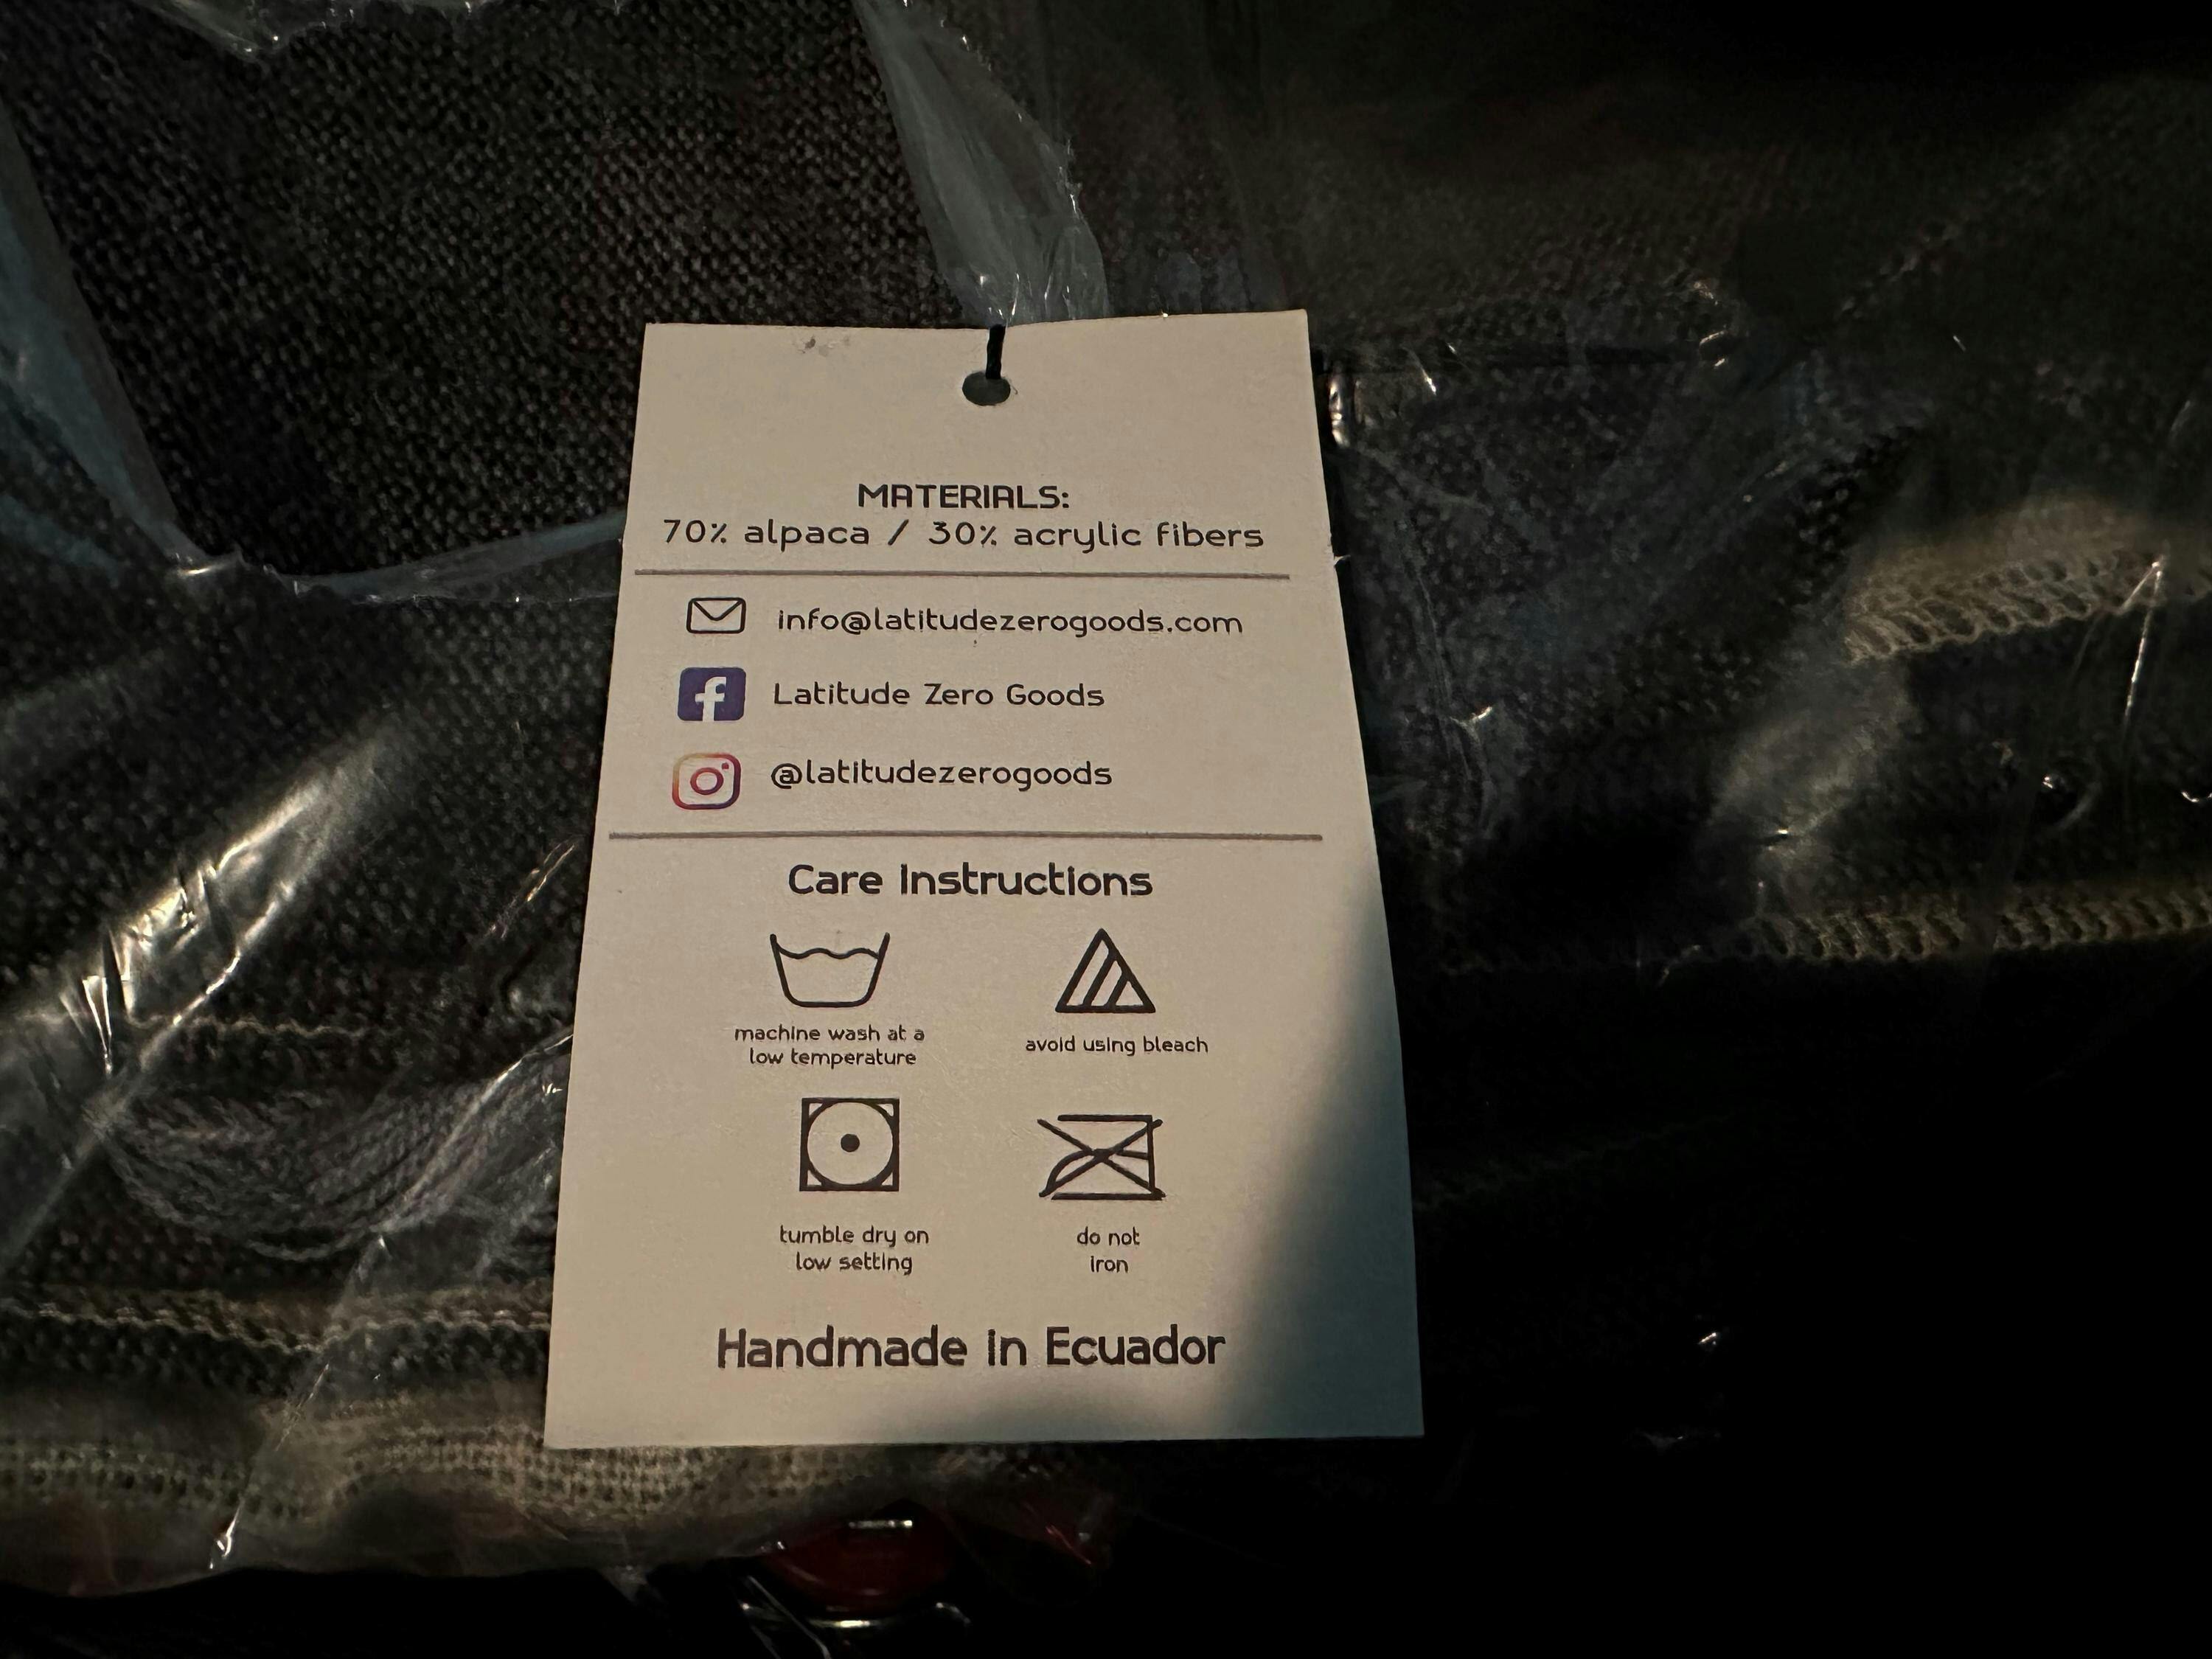 MATERIALS:
70% alpaca / 30% acrylic fibers
info@latitudezerogoods.com
Latitude Zero Goods
@latitudezerogoods
Care Instructions
machine wash at a
low temperature
avoid using bleach
tumble dry on
low setting
do not
iron
Handmade in Ecuador